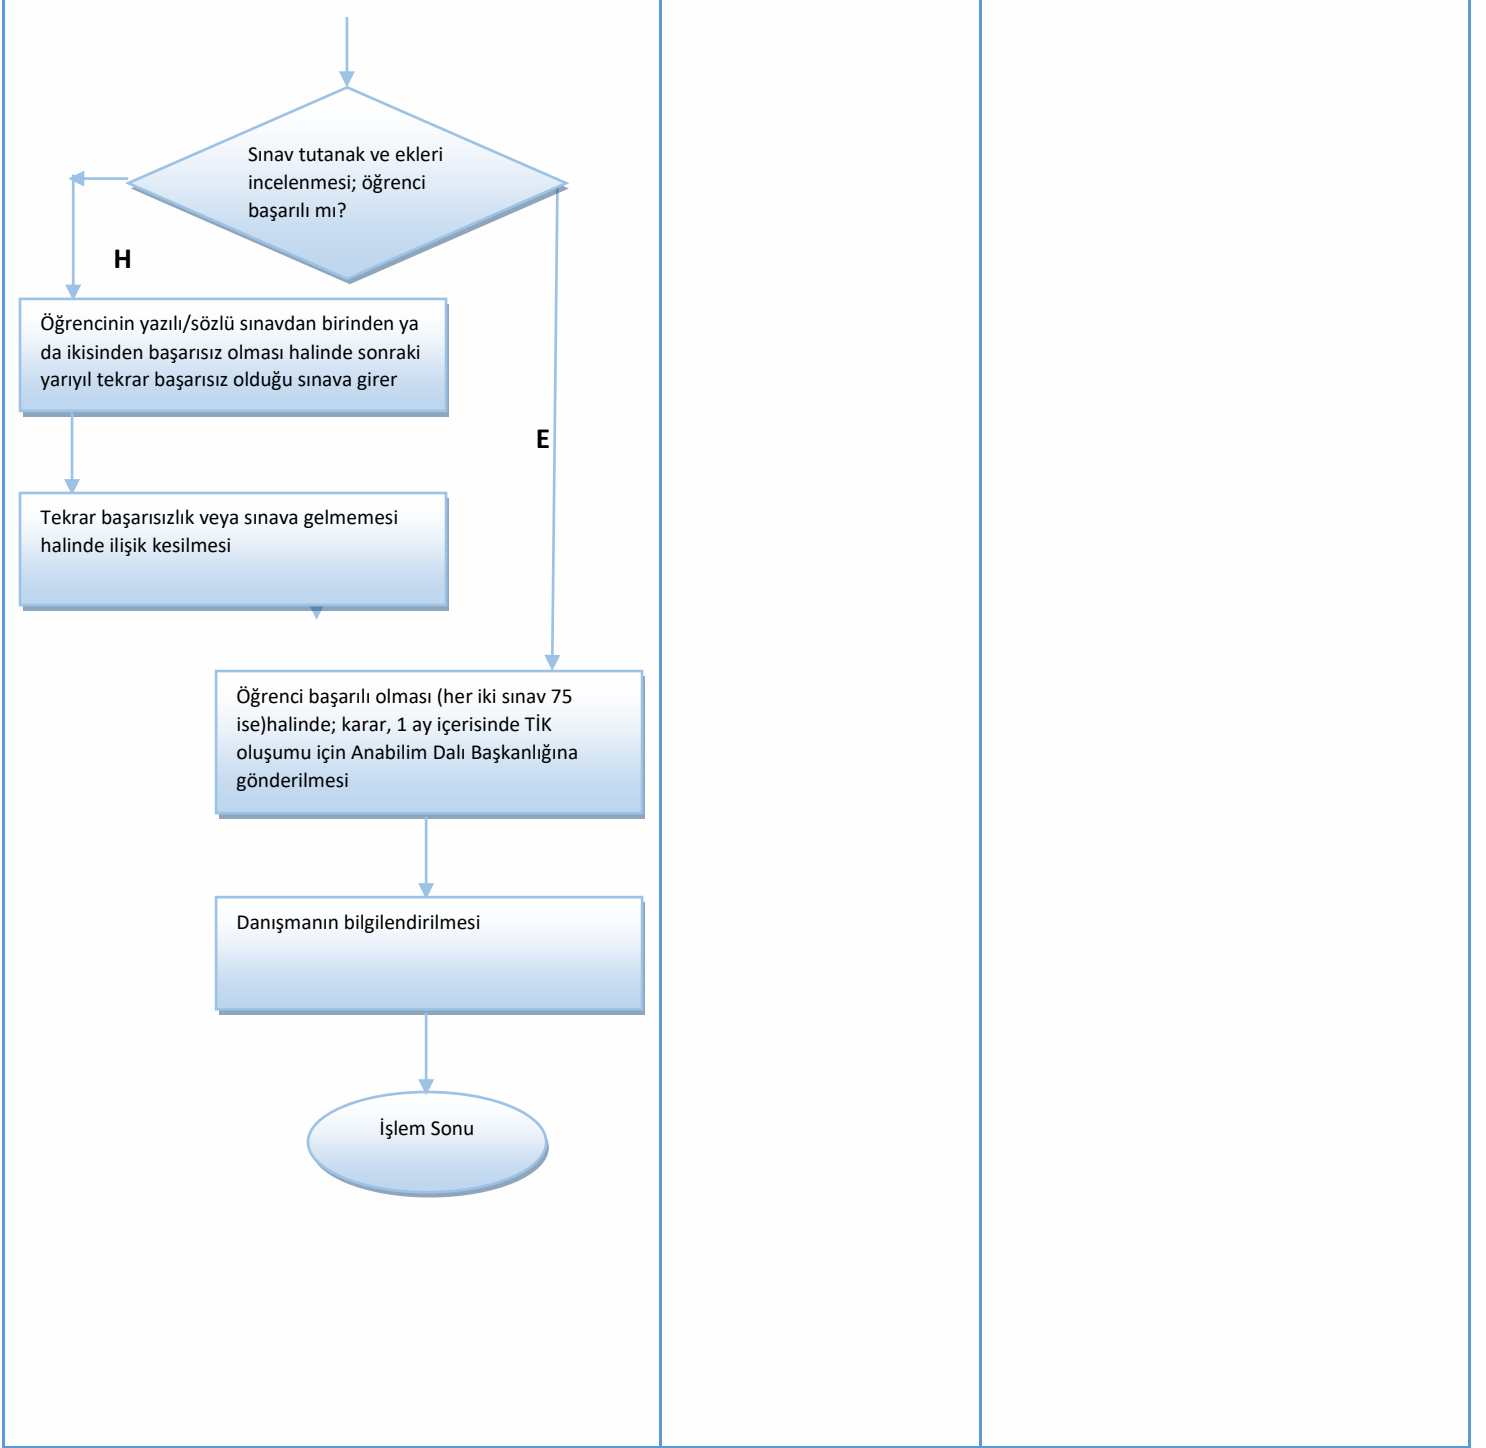 Sınav tutanak ve ekleri
incelenmesi; öğrenci
başarılı mı?
H
Öğrencinin yazılı/sözlü sınavdan birinden ya
da ikisinden başarısız olması halinde sonraki
yarıyıl tekrar başarısız olduğu sınava girer
E
Tekrar başarısızlık veya sınava gelmemesi
halinde ilişik kesilmesi
Öğrenci başarılı olması (her iki sınav 75
ise)halinde; karar, 1 ay içerisinde TİK
oluşumu için Anabilim Dalı Başkanlığına
gönderilmesi
Danışmanın bilgilendirilmesi
İşlem Sonu